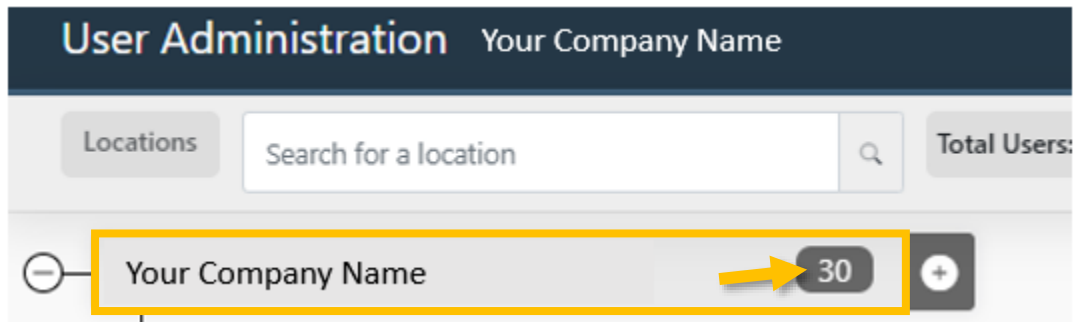 User Administration Your Company Name
Locations Search for a location Total Users:
Your Company Name 30